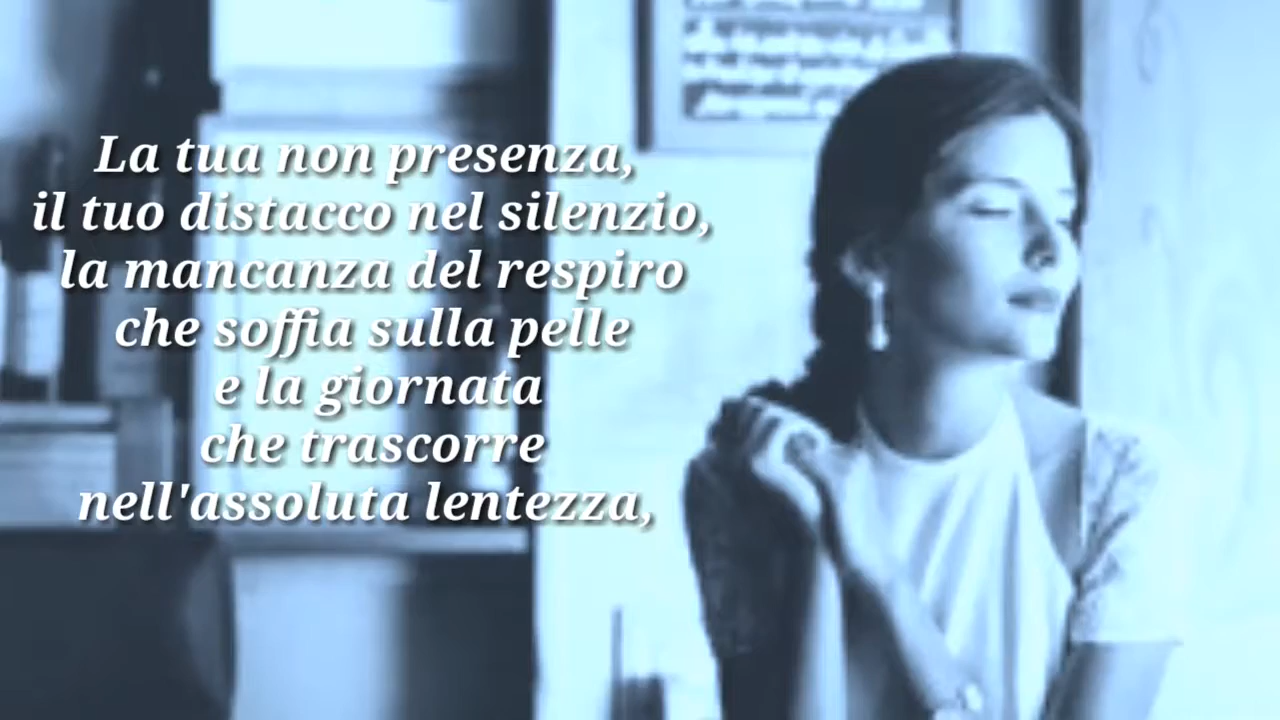 La tua non presenza,
il tuo distacco nel silenzio,
la mancanza del respiro
che soffia sulla pelle
e la giornata
che trascorre
nell'assoluta lentezza,